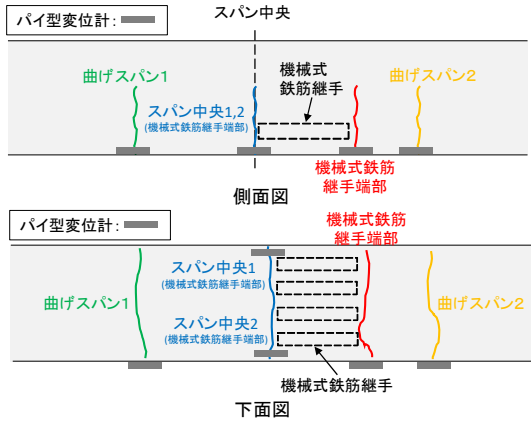 スパン中央
パイ型変位計：
曲げスパン1
機械式
鉄筋継手
曲げスパン2
スパン中央1,2
(機械式鉄筋継手端部)
機械式鉄筋
継手端部
側面図
パイ型変位計：
機械式鉄筋
継手端部
スパン中央1
(機械式鉄筋継手端部)
曲げスパン1
曲げスパン2
スパン中央2
(機械式鉄筋継手端部)
機械式鉄筋継手
下面図